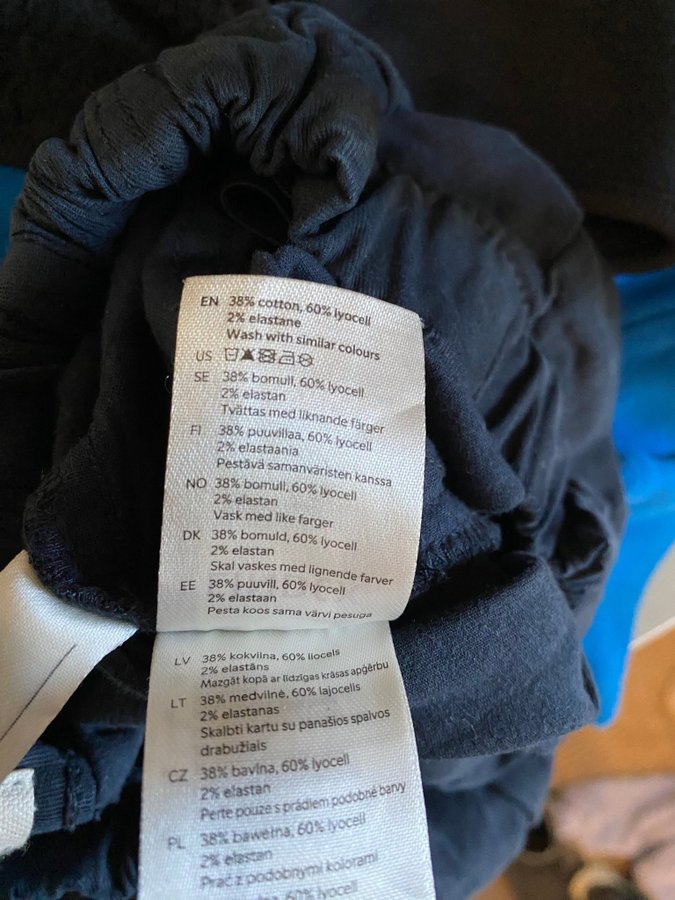 EN 38% cotton, 60% lyocell
2% elastane
Wash with similar colours
US
SE 38% bomull, 60% lyocell
2% elastan
Tvättas med liknande färger
FI 38% puuvillaa, 60% lyocell
2% elastaania
Pestävä samanväristen kanssa
NO 38% bomull, 60% lyocell
2% elastan
Vask med like farger
DK 38% bomuld, 60% lyocell
2% elastan
Skal vaskes med lignende farver
EE 38% puuvill, 60% lyocell
2% elastaan
Pesta koos sama värvi pesuga
LV 38% kokvilna, 60% liocels
2% elastāns
Mazgāt kopā ar līdzīgas krāsas apģērbu
LT 38% medvilnė, 60% lajocelis
2% elastanas
Skalbti kartu su panašios spalvos
drabužiais
CZ 38% bavlna, 60% lyocell
2% elastan
Perte pouze s prádlem podobné barvy
PL 38% bawełna, 60% lyocell
2% elastan
Prać z podobnymi kolorami
60% lyocell